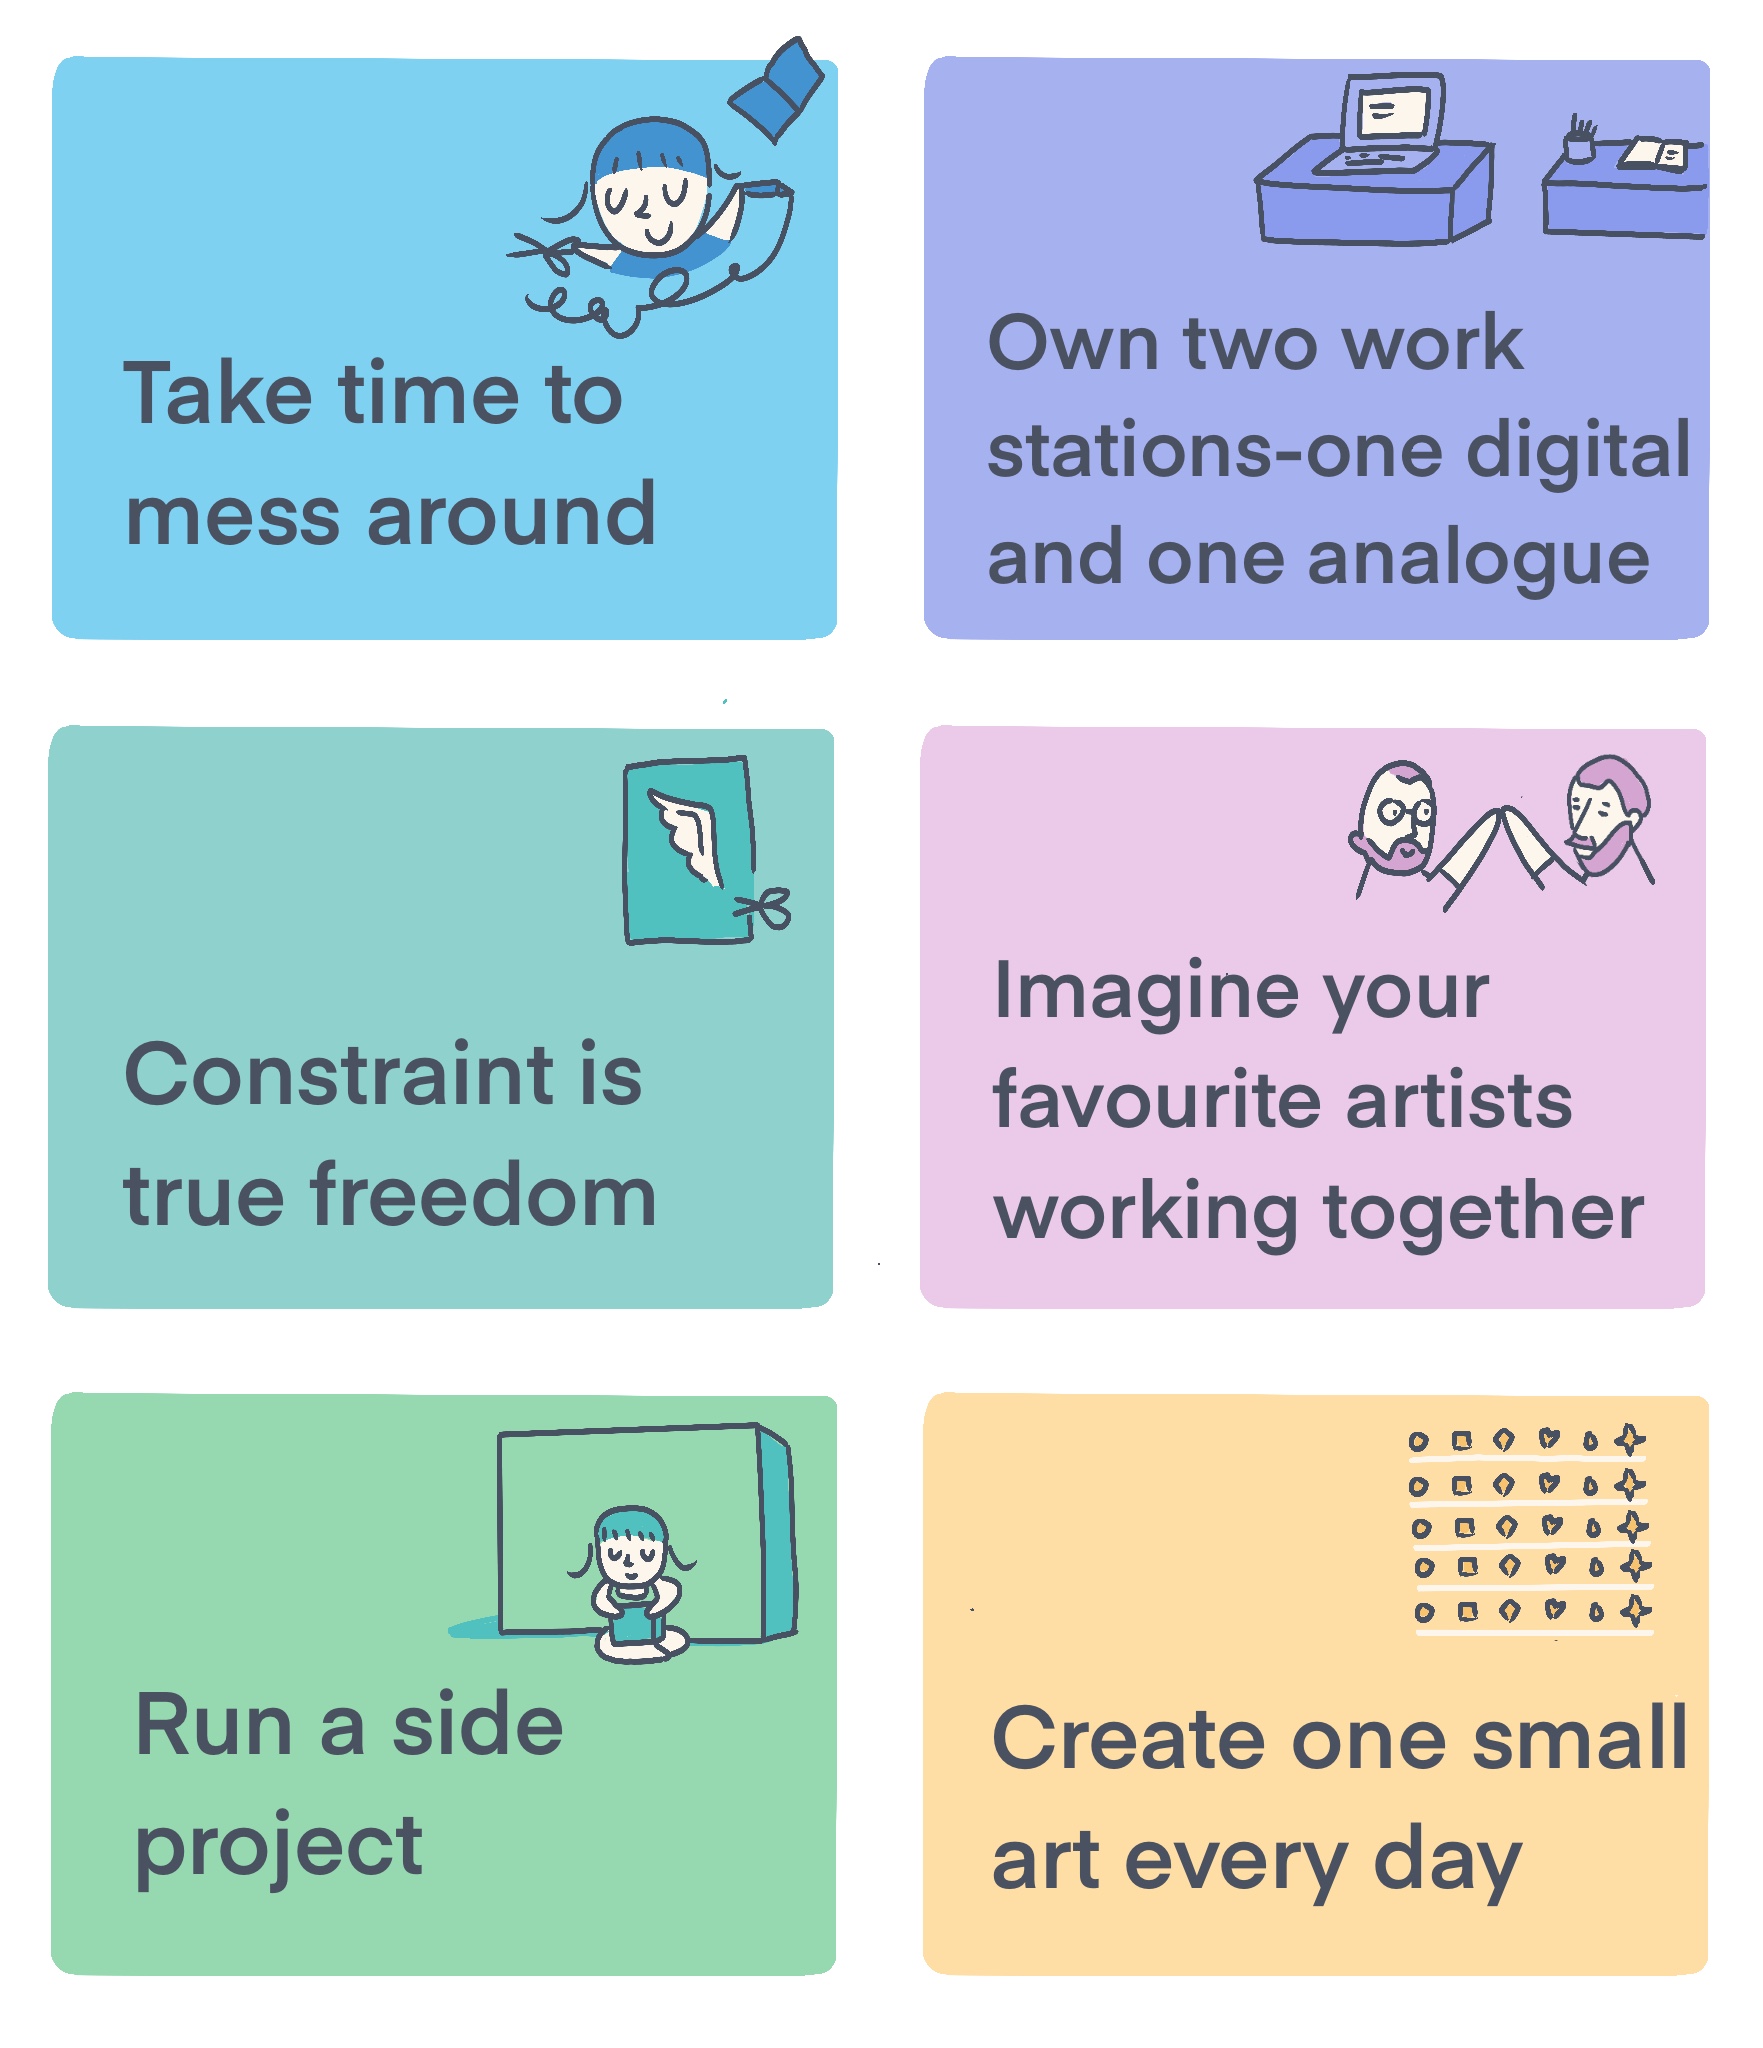 Take time to
mess around
Own two work
stations-one digital
and one analogue
Constraint is
true freedom
Imagine your
favourite artists
working together
Run a side
project
Create one small
art every day